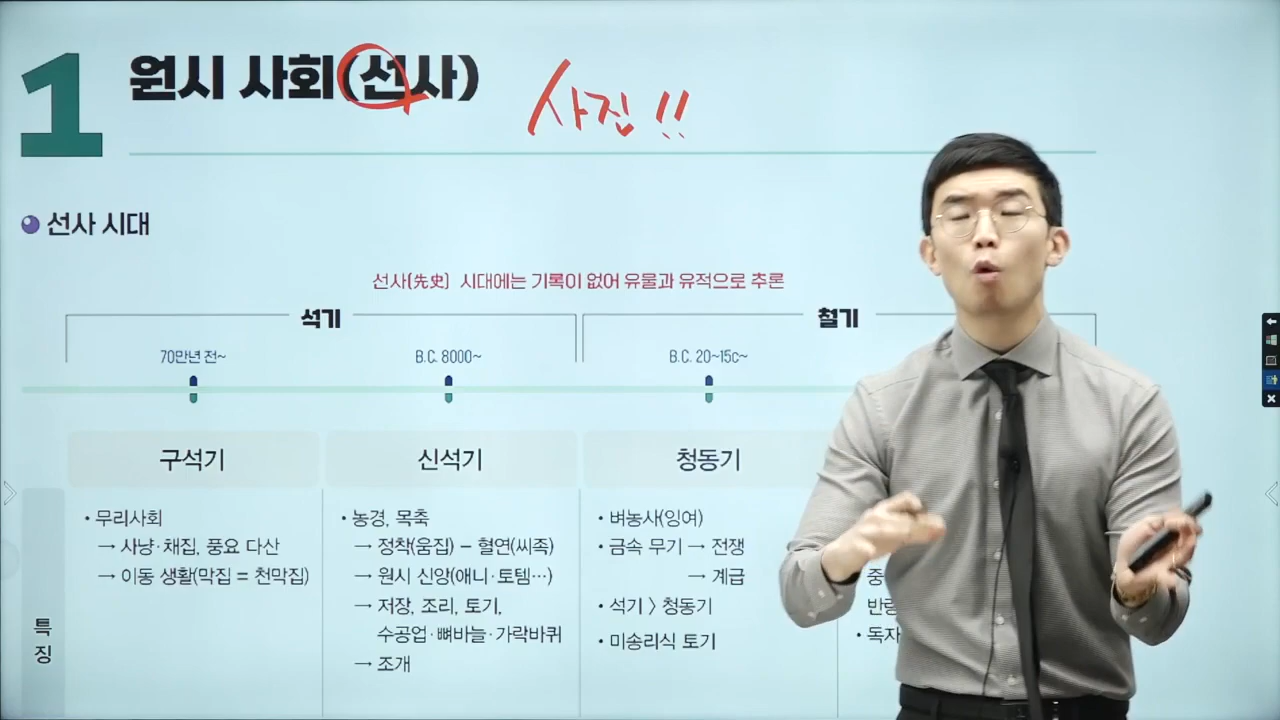 1
원시 사회(선사)
사진 !!
선사 시대
선사(先史) 시대에는 기록이 없어 유물과 유적으로 추론
석기
철기
70만년 전~
B.C. 8000~
B.C. 20~15c~
구석기
신석기
청동기
특징
• 무리사회
→ 사냥·채집, 풍요 다산
→ 이동 생활(막집 = 천막집)
• 농경, 목축
→ 정착(움집) – 혈연(씨족)
→ 원시 신앙(애니·토템…)
→ 저장, 조리, 토기,
수공업·뼈바늘·가락바퀴
→ 조개
• 벼농사(잉여)
• 금속 무기 → 전쟁
→ 계급
• 석기 > 청동기
• 미송리식 토기
중
• 독자